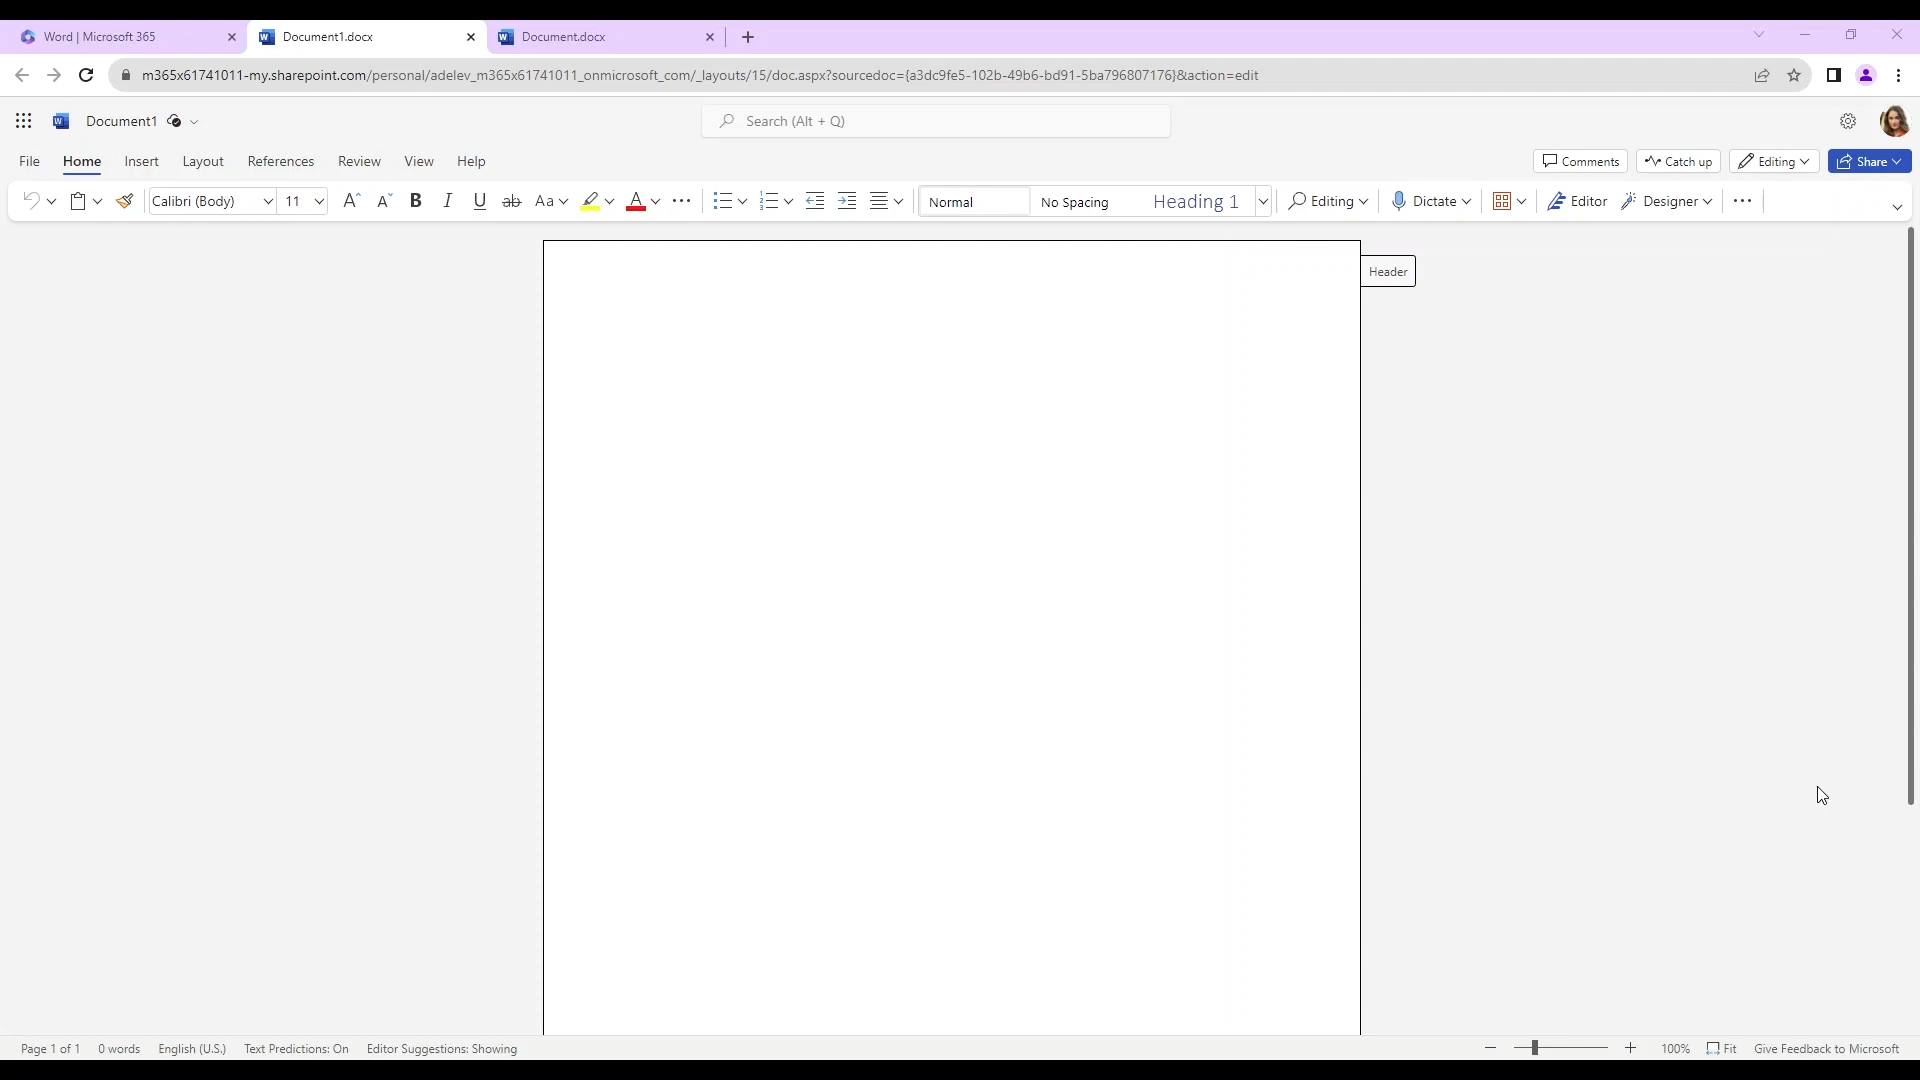 Word | Microsoft 365
Document1.docx
Document.docx
m365x61741011-my.sharepoint.com/personal/adelev_m365x61741011_onmicrosoft_com/_layouts/15/doc.aspx?sourcedoc={a3dc9fe5-102b-49b6-bd91-5ba796807176}&action=edit
Document1
Search (Alt + Q)
File Home Insert Layout References Review View Help
Comments Catch up Editing Share
Calibri (Body) 11 A A B I U ab Aa A Normal No Spacing Heading 1 Editing Dictate Editor Designer
Header
Page 1 of 1 0 words English (U.S.) Text Predictions: On Editor Suggestions: Showing 100% Fit Give Feedback to Microsoft